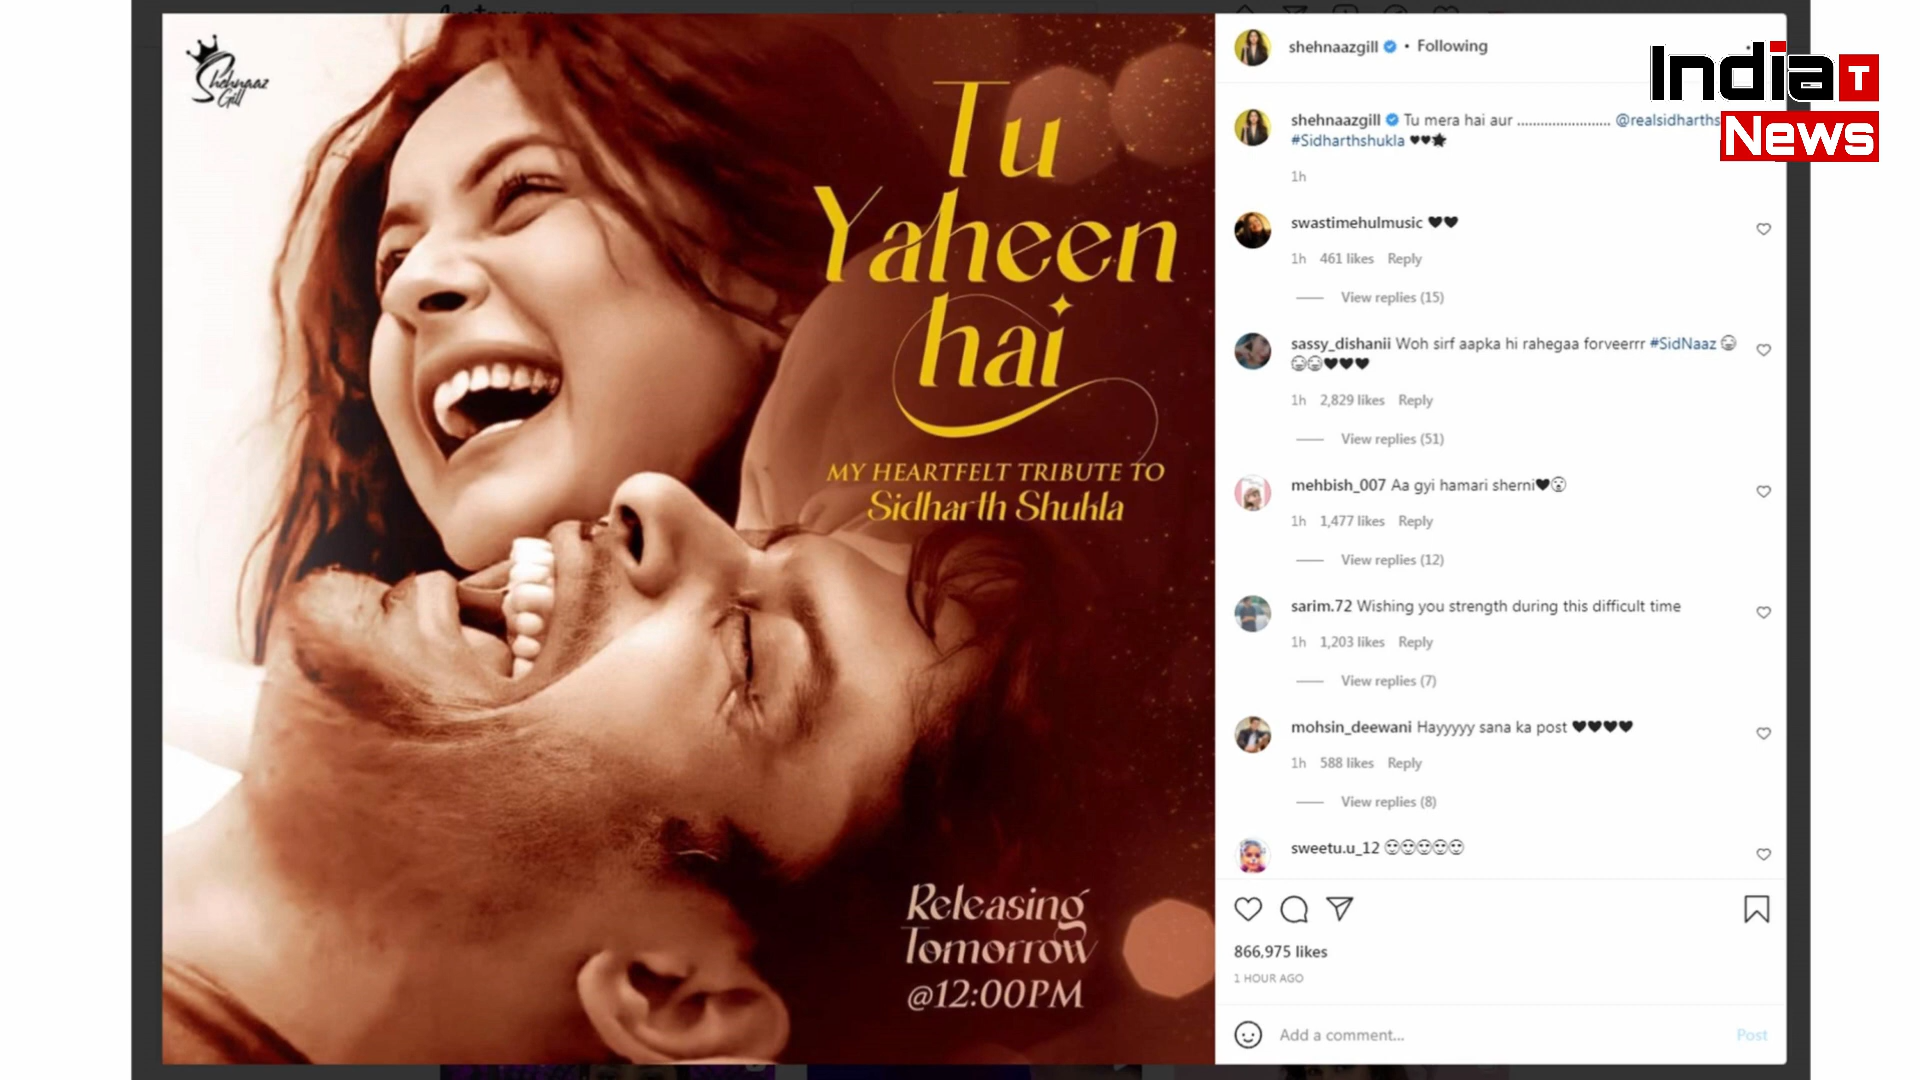 Shehnaaz
Gill
Tu
Yaheen
hai
MY HEARTFELT TRIBUTE TO
Sidharth Shukla
Releasing
Tomorrow
@12:00PM
shehnaazgill • Following
shehnaazgill Tu mera hai aur ........................ @realsidharths
#Sidharthshukla ♥♥★
1h
swastimehulmusic ♥♥
1h 461 likes Reply
View replies (15)
sassy_dishanii Woh sirf aapka hi rahegaa forveerrr #SidNaaz
♥♥♥
1h 2,829 likes Reply
View replies (51)
mehbish_007 Aa gyi hamari sherni♥
1h 1,477 likes Reply
View replies (12)
sarim.72 Wishing you strength during this difficult time
1h 1,203 likes Reply
View replies (7)
mohsin_deewani Hayyyyy sana ka post ♥♥♥♥
1h 588 likes Reply
View replies (8)
sweetu.u_12
866,975 likes
1 HOUR AGO
Add a comment... Post
India T
News